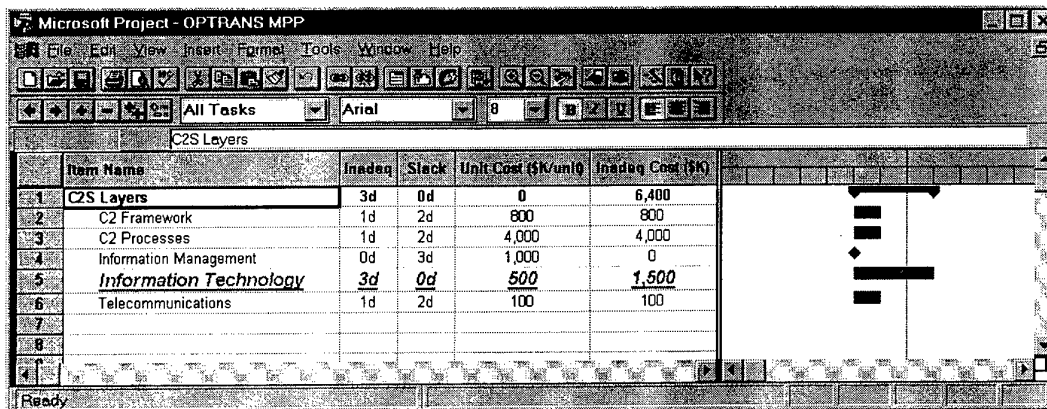 Microsoft Project - OPTRANS MPP
File Edit View Insert Format Tools Window Help
All Tasks Arial 8
C2S Layers
Item Name Inadeq Slack Unit Cost ($K/unit) Inadeq Cost ($K)
1 C2S Layers 3d 0d 0 6,400
2 C2 Framework 1d 2d 800 800
3 C2 Processes 1d 2d 4,000 4,000
4 Information Management 0d 3d 1,000 0
5 Information Technology 3d 0d 500 1,500
6 Telecommunications 1d 2d 100 100
7
8
Ready